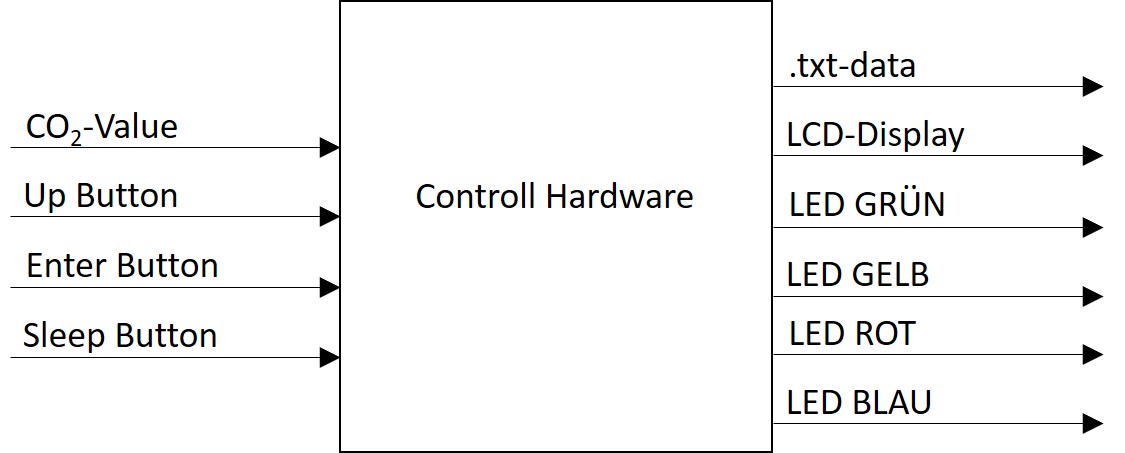 CO₂-Value
Up Button
Enter Button
Sleep Button
Controll Hardware
.txt-data
LCD-Display
LED GRÜN
LED GELB
LED ROT
LED BLAU